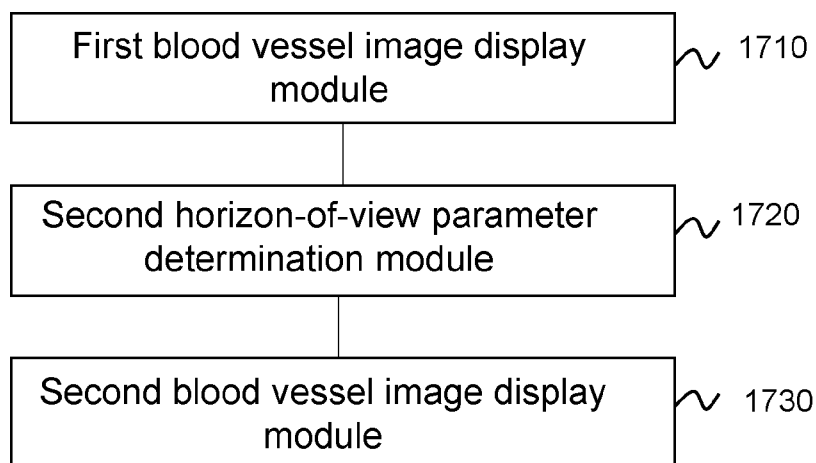 First blood vessel image display
module
1710
Second horizon-of-view parameter
determination module
1720
Second blood vessel image display
module
1730